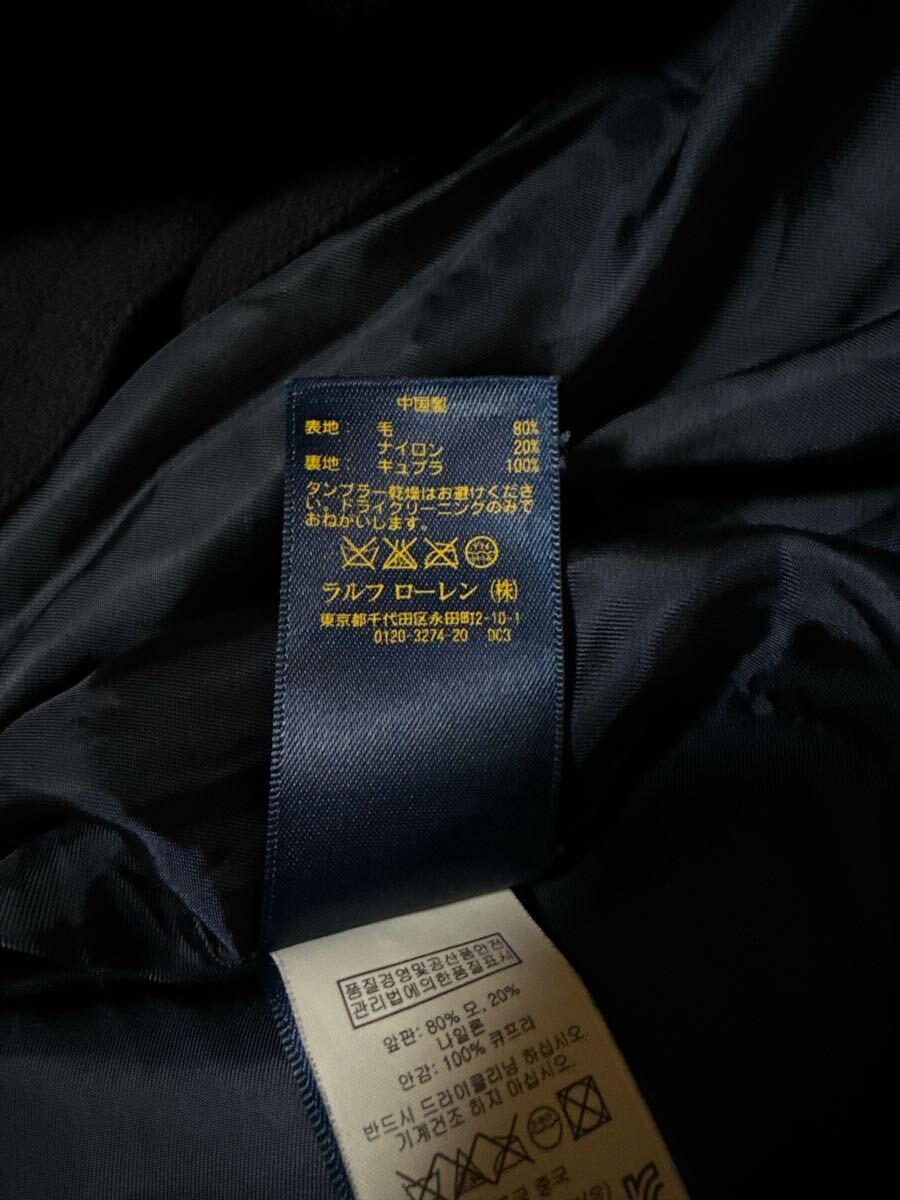 中国製
表地 毛 80%
ナイロン 20%
裏地 キュプラ 100%
タンブラー乾燥はお避けくださ
い。ドライクリーニングのみで
おねがいします。
ラルフ ローレン (株)
東京都千代田区永田町2-10-1
0120-3274-20 DC3
품질경영및공산품안전
관리법에의한품질표시
앞판: 80% 모, 20%
나일론
안감: 100% 큐프라
반드시 드라이클리닝 하십시오
기계건조 하지 마십시오.
중국